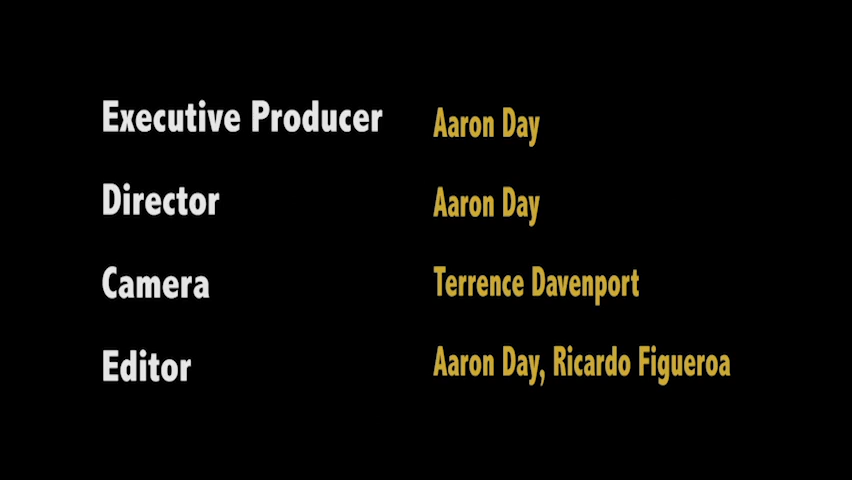 Executive Producer Aaron Day
Director Aaron Day
Camera Terrence Davenport
Editor Aaron Day, Ricardo Figueroa